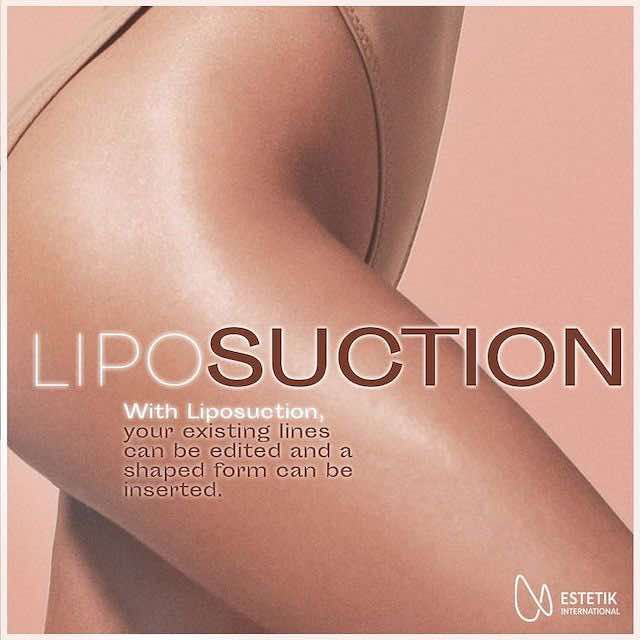 LIPOSUCTION
With Liposuction,
your existing lines
can be edited and a
shaped form can be
inserted.
ESTETIK
INTERNATIONAL